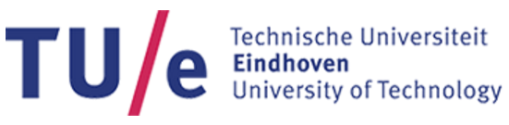 TU/e
Technische Universiteit
Eindhoven
University of Technology